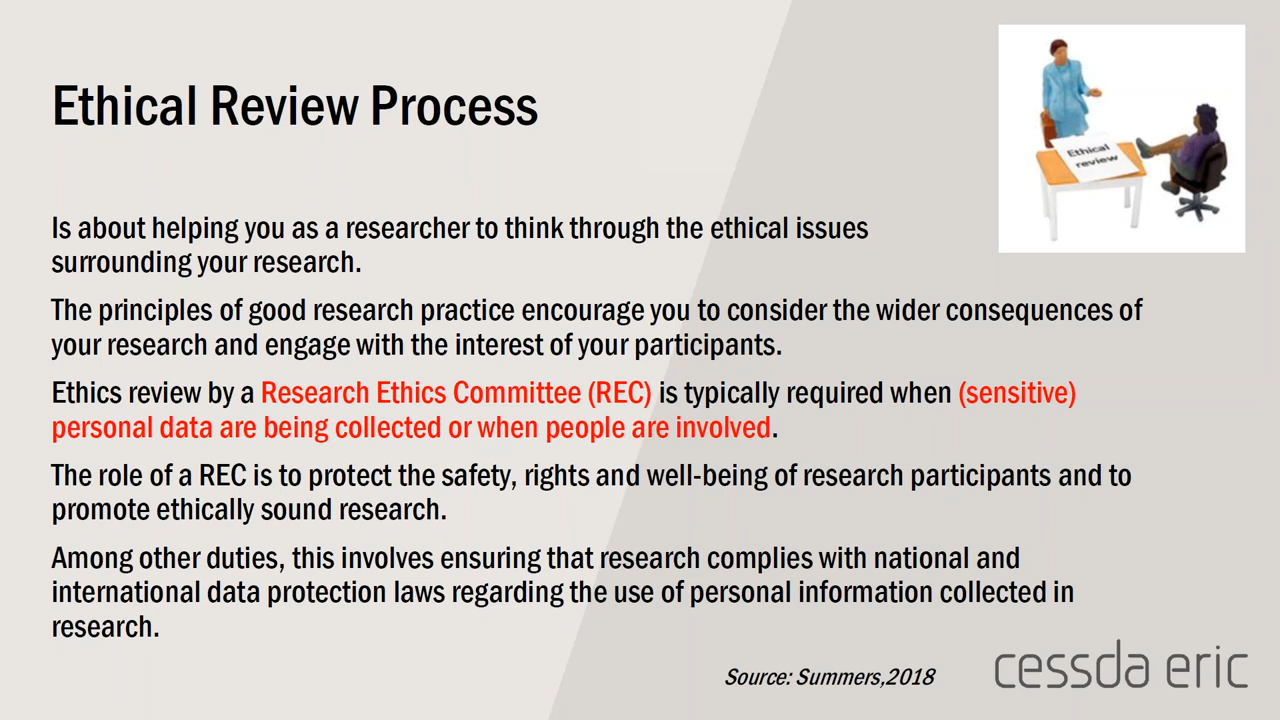 Ethical Review Process
Ethical
review
Is about helping you as a researcher to think through the ethical issues
surrounding your research.
The principles of good research practice encourage you to consider the wider consequences of
your research and engage with the interest of your participants.
Ethics review by a Research Ethics Committee (REC) is typically required when (sensitive)
personal data are being collected or when people are involved.
The role of a REC is to protect the safety, rights and well-being of research participants and to
promote ethically sound research.
Among other duties, this involves ensuring that research complies with national and
international data protection laws regarding the use of personal information collected in
research.
Source: Summers,2018
cessda eric